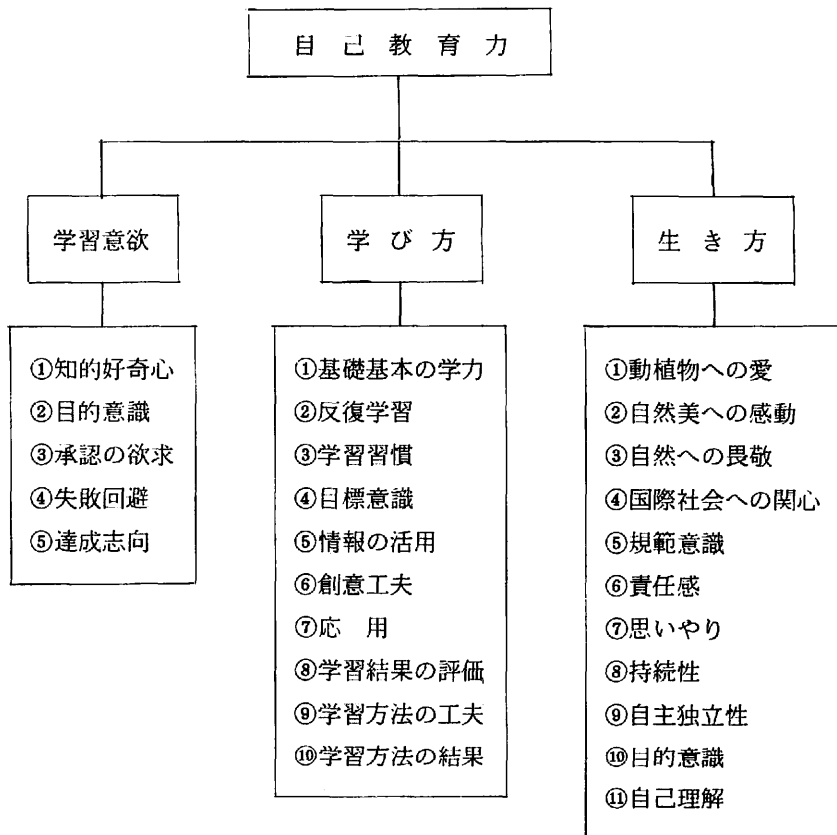 自己教育力
学習意欲
①知的好奇心
②目的意識
③承認の欲求
④失敗回避
⑤達成志向
学び方
①基礎基本の学力
②反復学習
③学習習慣
④目標意識
⑤情報の活用
⑥創意工夫
⑦応　用
⑧学習結果の評価
⑨学習方法の工夫
⑩学習方法の結果
生き方
①動植物への愛
②自然美への感動
③自然への畏敬
④国際社会への関心
⑤規範意識
⑥責任感
⑦思いやり
⑧持続性
⑨自主独立性
⑩目的意識
⑪自己理解